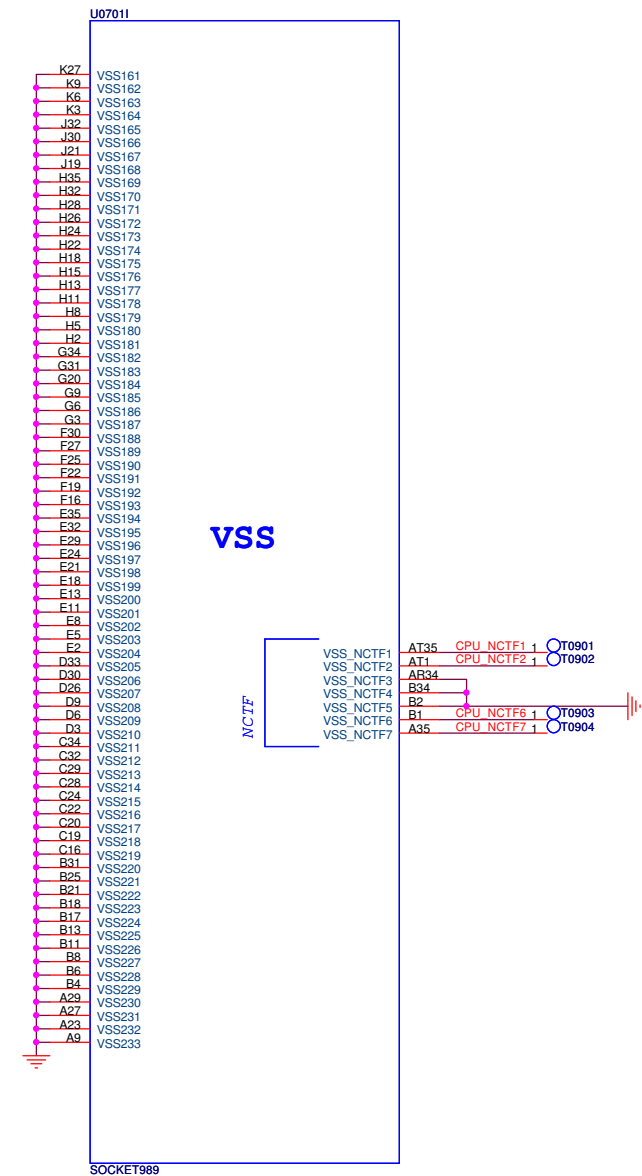 U0701I
K27 VSS161
K9 VSS162
K6 VSS163
K3 VSS164
J32 VSS165
J30 VSS166
J21 VSS167
J19 VSS168
H35 VSS169
H32 VSS170
H28 VSS171
H26 VSS172
H24 VSS173
H22 VSS174
H18 VSS175
H15 VSS176
H13 VSS177
H11 VSS178
H8 VSS179
H5 VSS180
H2 VSS181
G34 VSS182
G31 VSS183
G20 VSS184
G9 VSS185
G6 VSS186
G3 VSS187
F30 VSS188
F27 VSS189
F25 VSS190
F22 VSS191
F19 VSS192
F16 VSS193
E35 VSS194
E32 VSS195
E29 VSS196
E24 VSS197
E21 VSS198
E18 VSS199
E13 VSS200
E11 VSS201
E8 VSS202
E5 VSS203
E2 VSS204
D33 VSS205
D30 VSS206
D26 VSS207
D9 VSS208
D6 VSS209
D3 VSS210
C34 VSS211
C32 VSS212
C29 VSS213
C28 VSS214
C24 VSS215
C22 VSS216
C20 VSS217
C19 VSS218
C16 VSS219
B31 VSS220
B25 VSS221
B21 VSS222
B18 VSS223
B17 VSS224
B13 VSS225
B11 VSS226
B8 VSS227
B6 VSS228
B4 VSS229
A29 VSS230
A27 VSS231
A23 VSS232
A9 VSS233
VSS
NCTF
VSS_NCTF1 AT35 CPU_NCTF1 1 T0901
VSS_NCTF2 AT1 CPU_NCTF2 1 T0902
VSS_NCTF3 AR34
VSS_NCTF4 B34
VSS_NCTF5 B2
VSS_NCTF6 B1 CPU_NCTF6 1 T0903
VSS_NCTF7 A35 CPU_NCTF7 1 T0904
SOCKET989